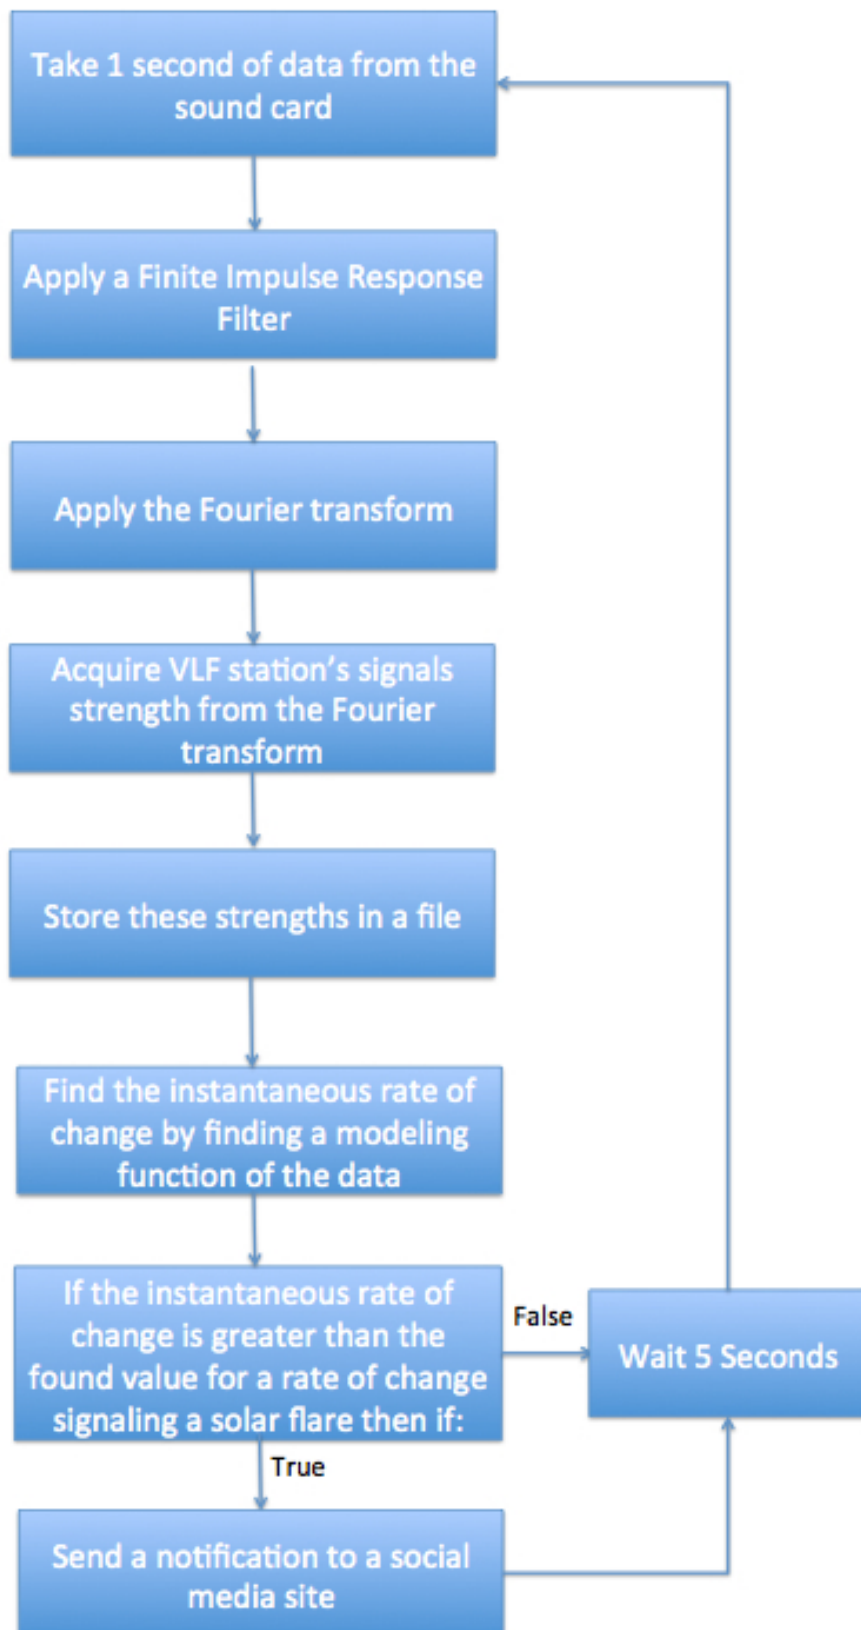 Take 1 second of data from the
sound card
Apply a Finite Impulse Response
Filter
Apply the Fourier transform
Acquire VLF station's signals
strength from the Fourier
transform
Store these strengths in a file
Find the instantaneous rate of
change by finding a modeling
function of the data
If the instantaneous rate of
change is greater than the
found value for a rate of change
signaling a solar flare then if:
False
Wait 5 Seconds
True
Send a notification to a social
media site